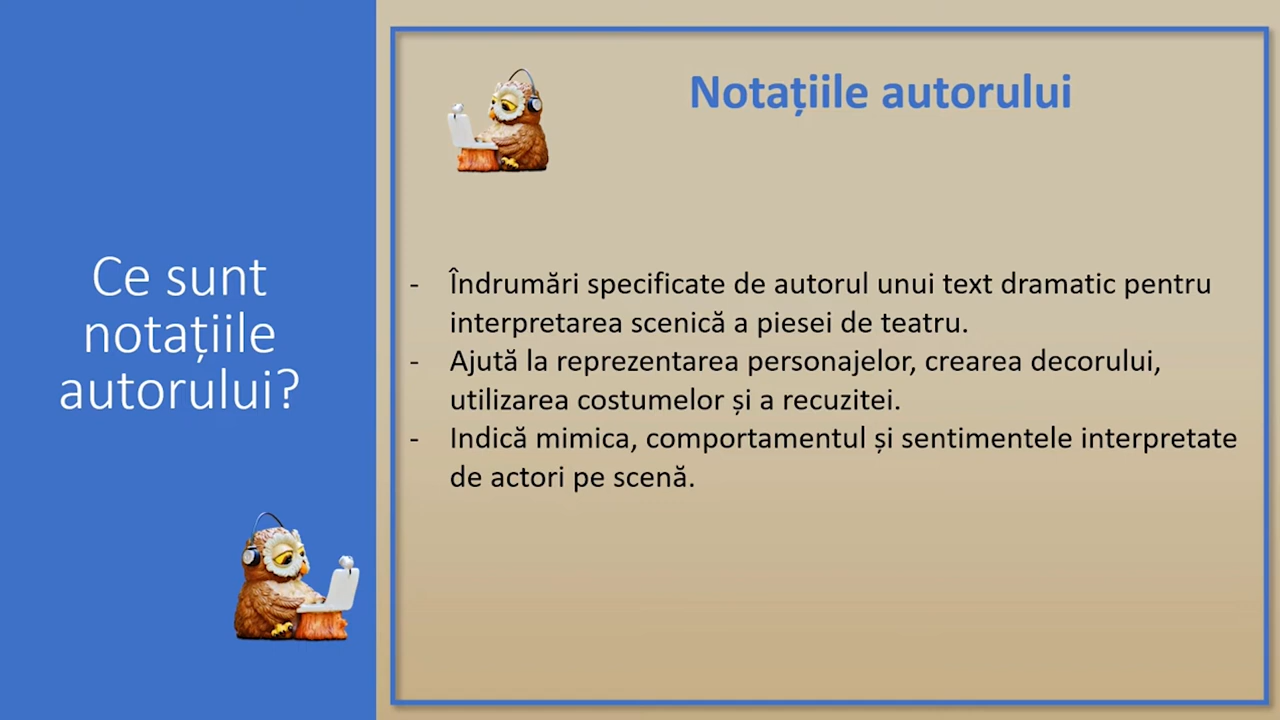 Ce sunt
notațiile
autorului?
Notațiile autorului
- Îndrumări specificate de autorul unui text dramatic pentru
interpretarea scenică a piesei de teatru.
- Ajută la reprezentarea personajelor, crearea decorului,
utilizarea costumelor și a recuzitei.
- Indică mimica, comportamentul și sentimentele interpretate
de actori pe scenă.